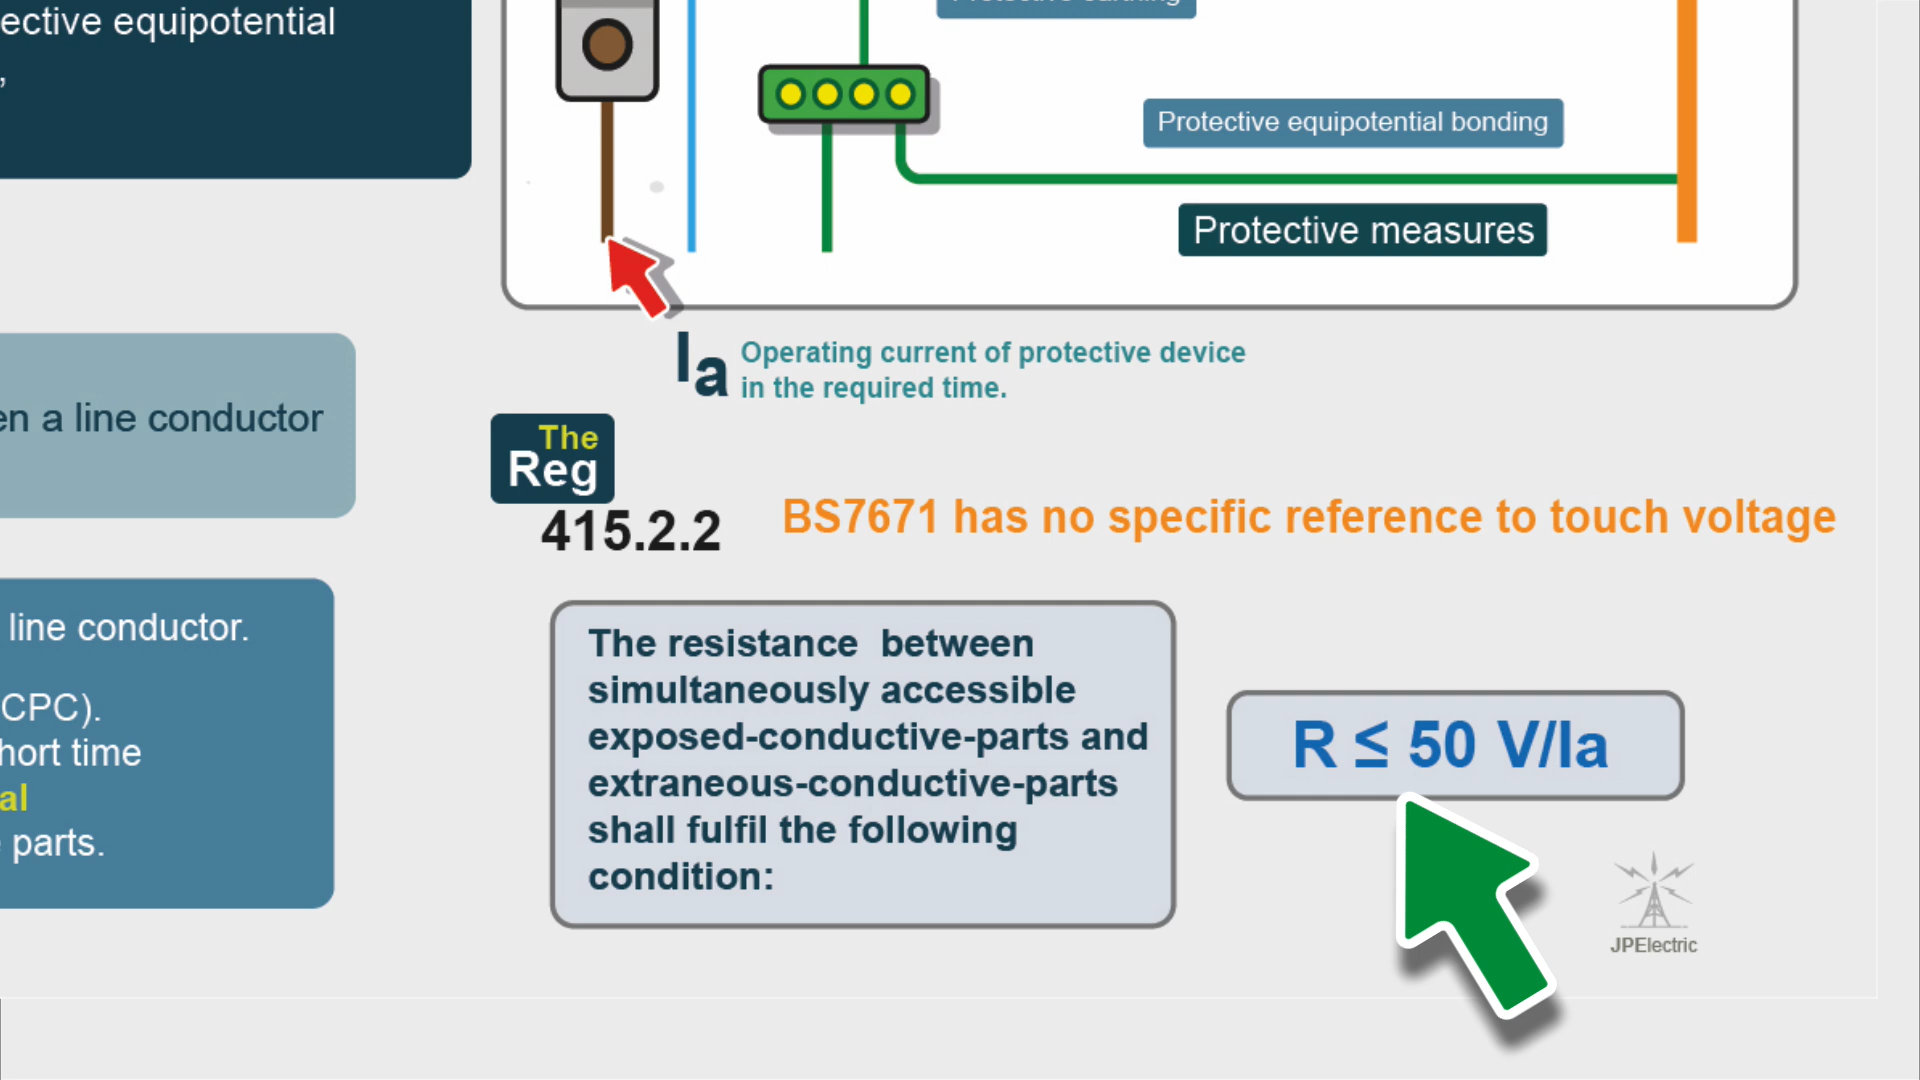 ective equipotential
,
Protective earthing
Protective equipotential bonding
Protective measures
Ia
Operating current of protective device
in the required time.
en a line conductor
The
Reg
415.2.2
BS7671 has no specific reference to touch voltage
line conductor.
CPC).
hort time
al
parts.
The resistance between
simultaneously accessible
exposed-conductive-parts and
extraneous-conductive-parts
shall fulfil the following
condition:
R ≤ 50 V/Ia
JPElectric